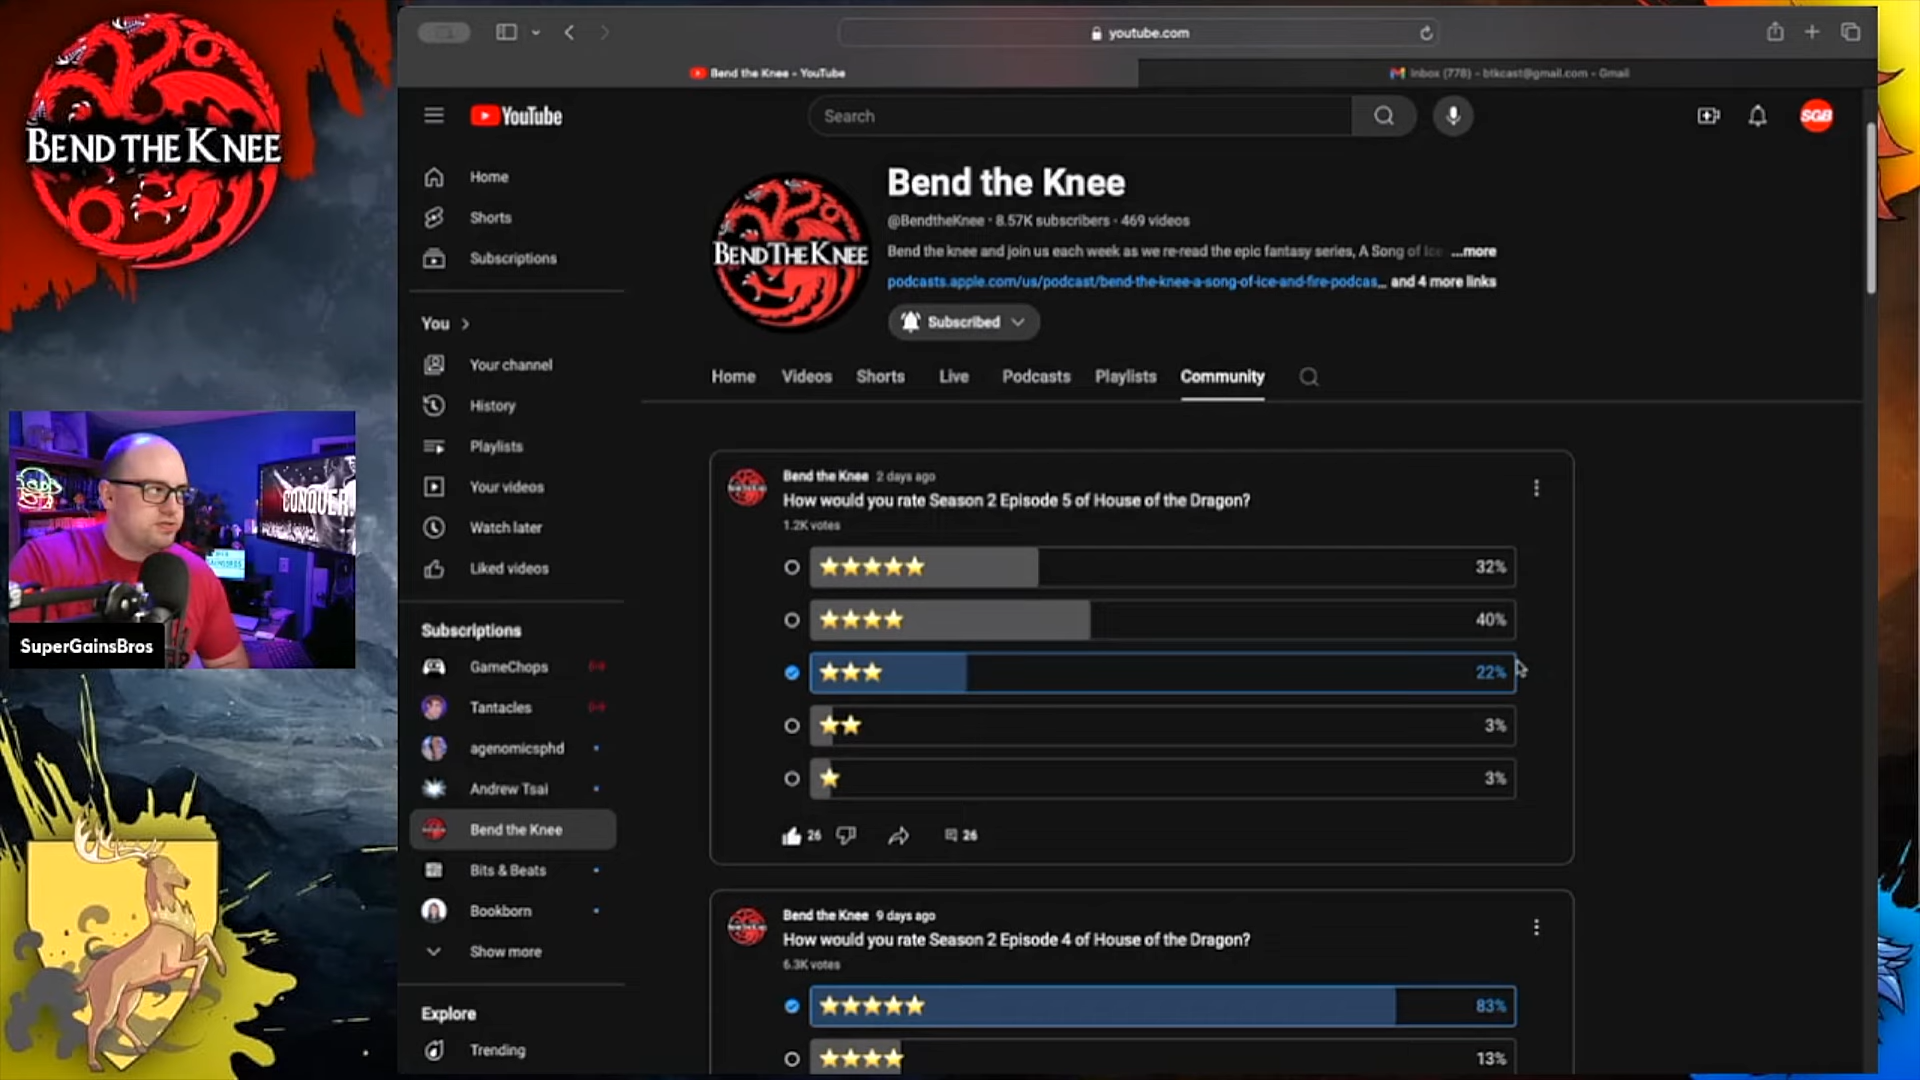 BEND THE KNEE
youtube.com
Bend the Knee - YouTube
Inbox (778) - btkcast@gmail.com - Gmail
YouTube
Search
SGB
Home
Shorts
Subscriptions
You
Your channel
History
Playlists
Your videos
Watch later
Liked videos
Subscriptions
GameChops
Tantacles
agenomicsphd
Andrew Tsai
Bend the Knee
Bits & Beats
Bookborn
Show more
Explore
Trending
BEND THE KNEE
Bend the Knee
@BendtheKnee · 8.57K subscribers · 469 videos
Bend the knee and join us each week as we re-read the epic fantasy series, A Song of Ice ...more
podcasts.apple.com/us/podcast/bend-the-knee-a-song-of-ice-and-fire-podcas... and 4 more links
Subscribed
Home Videos Shorts Live Podcasts Playlists Community
Bend the Knee 2 days ago
How would you rate Season 2 Episode 5 of House of the Dragon?
1.2K votes
32%
40%
22%
3%
3%
26 26
Bend the Knee 9 days ago
How would you rate Season 2 Episode 4 of House of the Dragon?
6.3K votes
83%
13%
CONQUER
SuperGainsBros